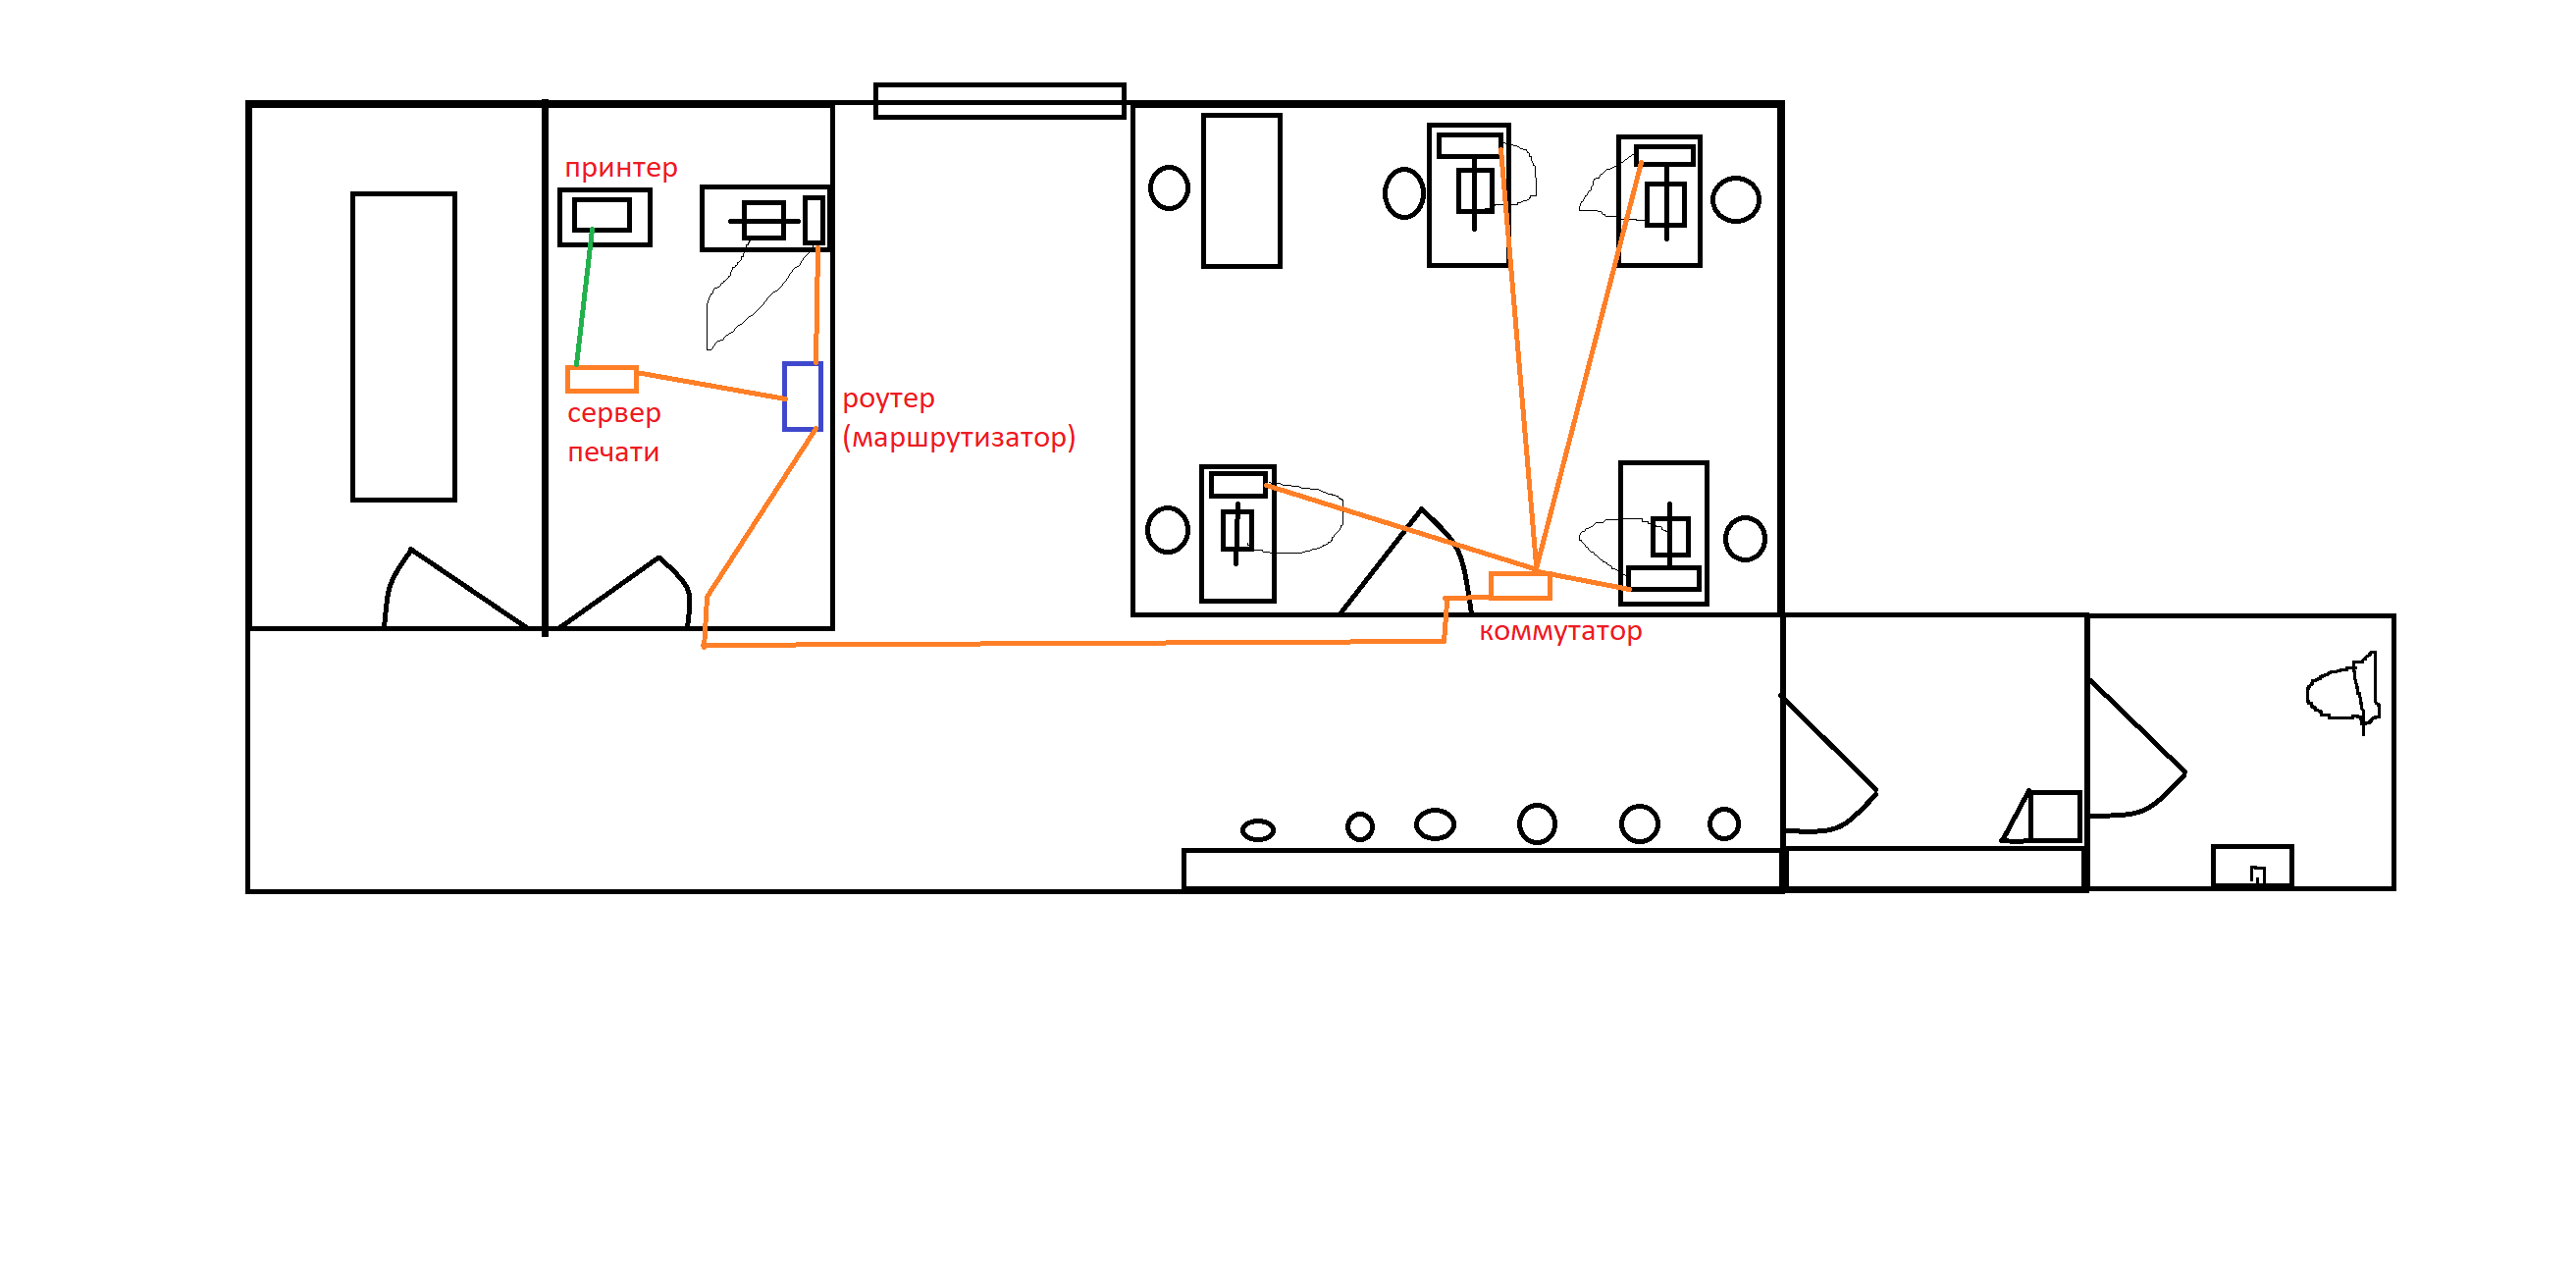 принтер
сервер
печати
роутер
(маршрутизатор)
коммутатор